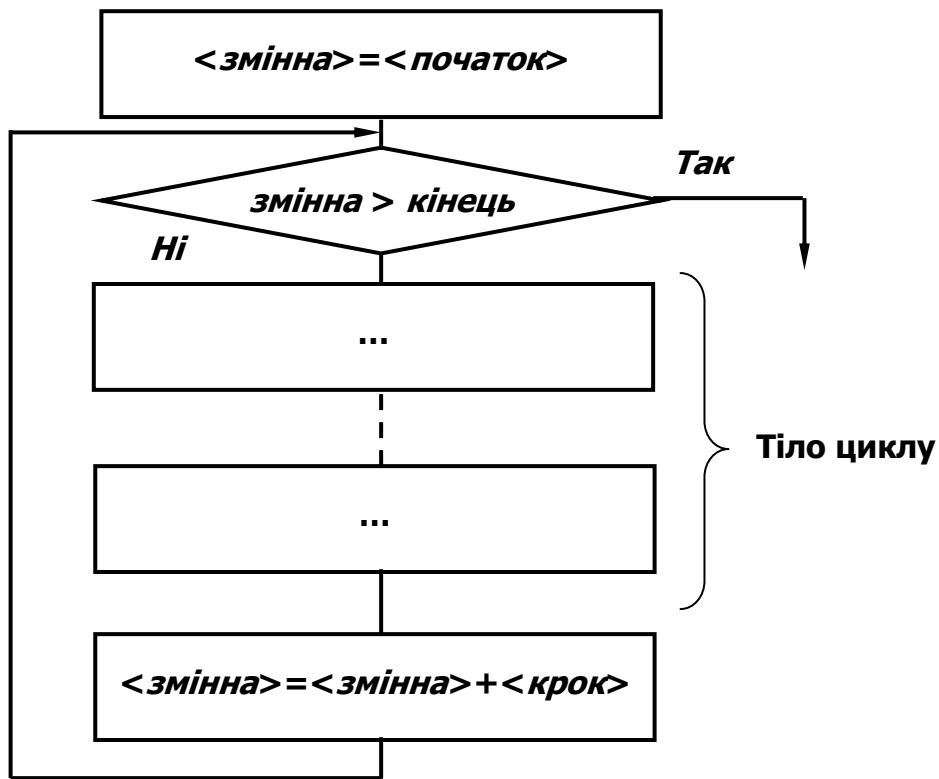 <змінна>=<початок>
Так
змінна > кінець
Ні
...
Тіло циклу
...
<змінна>=<змінна>+<крок>